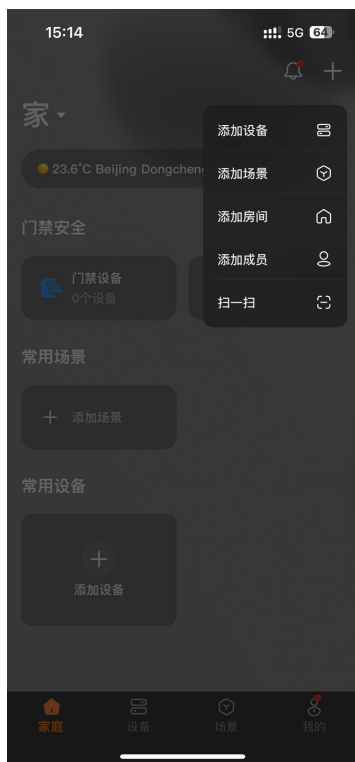 15:14
5G 64
家
添加设备
23.6°C Beijing Dongchen
添加场景
添加房间
门禁安全
添加成员
门禁设备
0个设备
扫一扫
常用场景
添加场景
常用设备
添加设备
家庭
设备
场景
我的